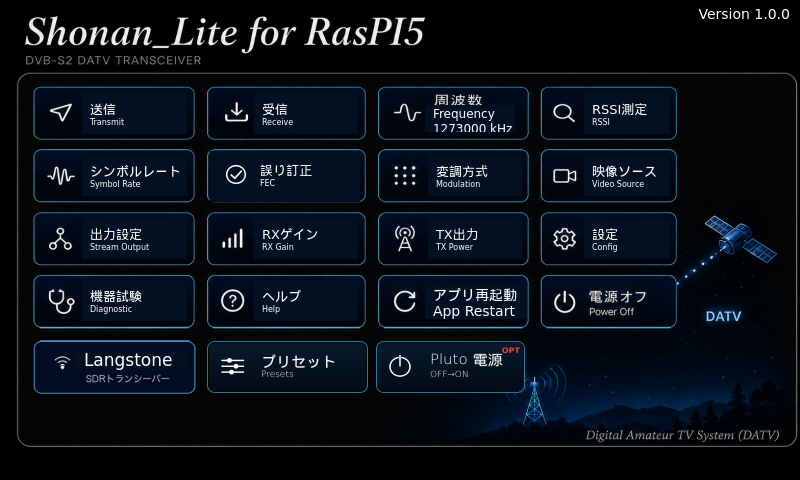 Shonan_Lite for RasPI5
Version 1.0.0
DVB-S2 DATV TRANSCEIVER
送信
Transmit
受信
Receive
周波数
Frequency
1273000 kHz
RSSI測定
RSSI
シンボルレート
Symbol Rate
誤り訂正
FEC
変調方式
Modulation
映像ソース
Video Source
出力設定
Stream Output
RXゲイン
RX Gain
TX出力
TX Power
設定
Config
機器試験
Diagnostic
ヘルプ
Help
アプリ再起動
App Restart
電源オフ
Power Off
DATV
Langstone
SDRトランシーバー
プリセット
Presets
Pluto 電源
OPT
OFF→ON
Digital Amateur TV System (DATV)